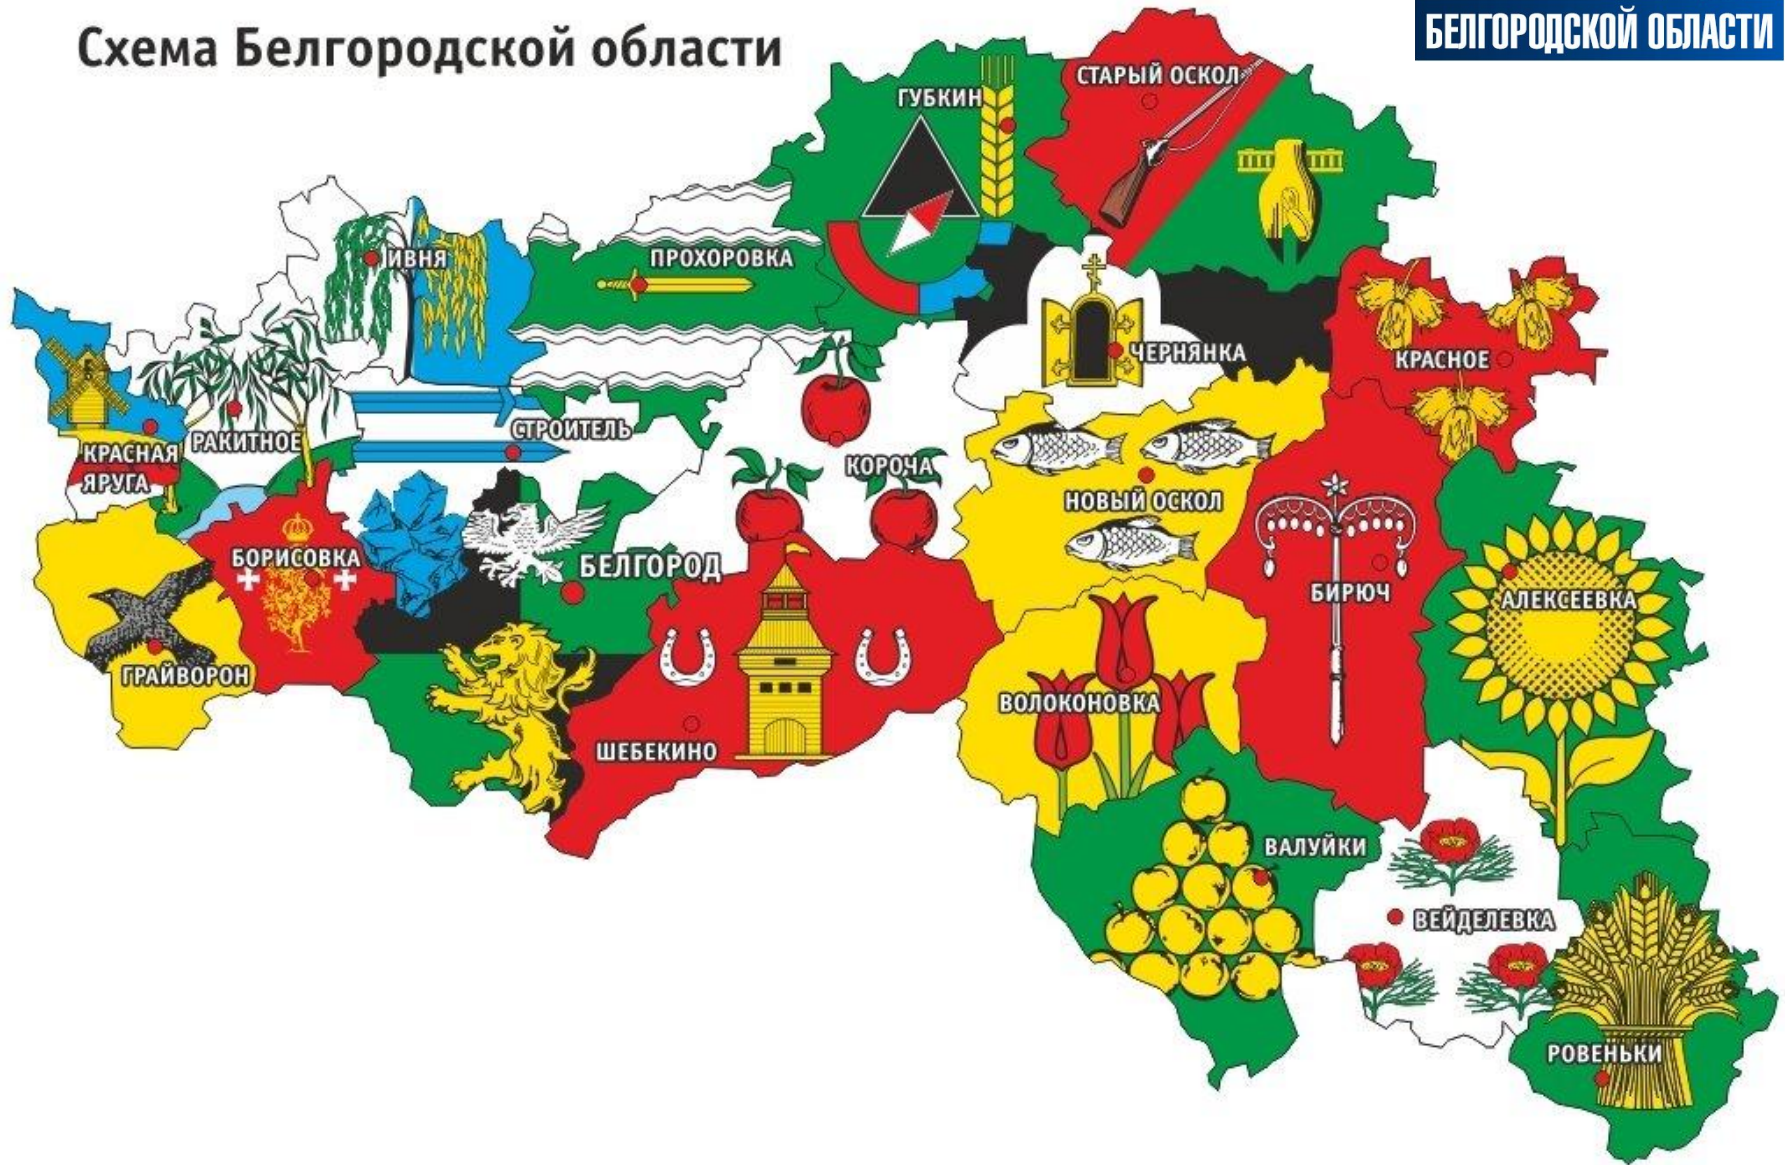 Схема Белгородской области
БЕЛГОРОДСКОЙ ОБЛАСТИ
СТАРЫЙ ОСКОЛ
ГУБКИН
ИВНЯ
ПРОХОРОВКА
ЧЕРНЯНКА
КРАСНОЕ
СТРОИТЕЛЬ
РАКИТНОЕ
КРАСНАЯ
ЯРУГА
КОРОЧА
НОВЫЙ ОСКОЛ
БОРИСОВКА
БЕЛГОРОД
БИРЮЧ
АЛЕКСЕЕВКА
ГРАЙВОРОН
ВОЛОКОНОВКА
ШЕБЕКИНО
ВАЛУЙКИ
ВЕЙДЕЛЕВКА
РОВЕНЬКИ